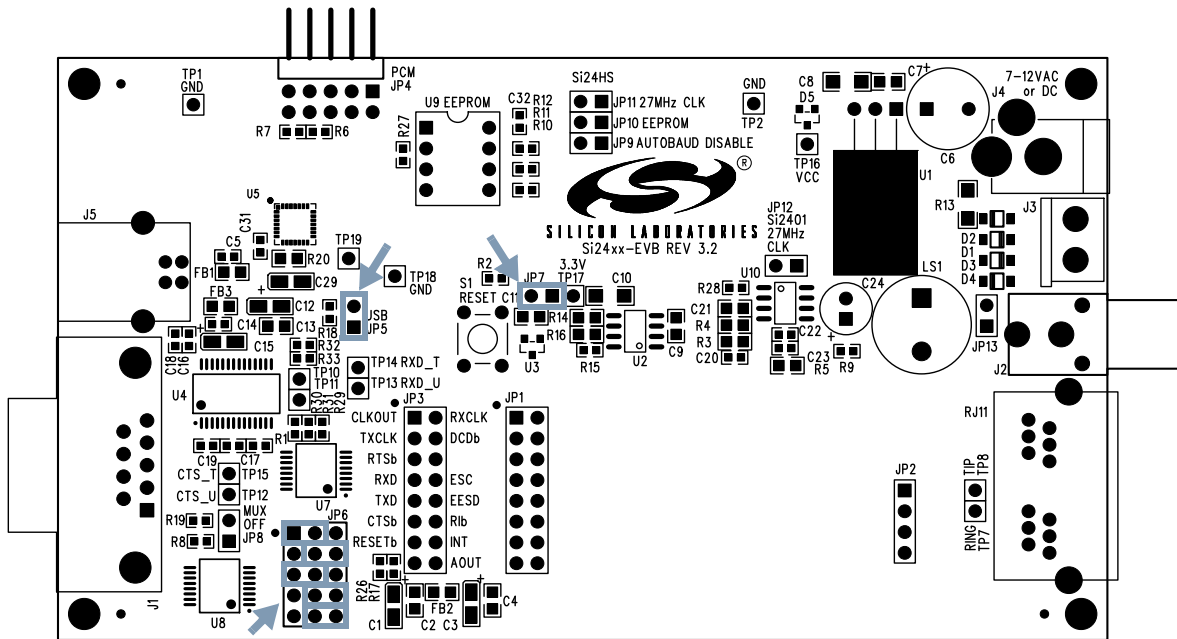 TP1
GND
PCM
JP4
R7
R6
U9 EEPROM
R27
C32
R12
R11
R10
Si24HS
JP11 27MHz CLK
JP10 EEPROM
JP9 AUTOBAUD DISABLE
GND
TP2
C8
D5
TP16
VCC
C7
+
C6
7-12VAC
or DC
J4
U1
R13
J3
D2
D1
D3
D4
®
SILICON LABORATORIES
Si24xx-EVB REV 3.2
JP12
Si2401
27MHz
CLK
J5
U5
C31
C5
FB1
R20
C29
TP19
TP18
GND
FB3
+
C12
C14
C13
R18
USB
JP5
+
C15
C18
C16
R32
R33
TP10
TP11
TP14 RXD_T
TP13 RXD_U
R2
S1
RESET
C11
JP7
3.3V
TP17
C10
R14
R16
R15
U3
U2
C9
R28
U10
C21
R4
R3
C20
C22
C23
R5
C24
+
R9
LS1
JP13
J2
U4
R30
R31
R29
R1
C19
C17
CTS_T
TP15
CTS_U
TP12
R19
R8
MUX
OFF
JP8
U7
JP6
U8
J1
JP3
CLKOUT
RXCLK
TXCLK
DCDb
RTSb
RXD
ESC
TXD
EESD
CTSb
RIb
RESETb
INT
AOUT
JP1
R26
R17
C1
+
C2
FB2
C3
+
C4
JP2
RJ11
TIP
TP8
RING
TP7